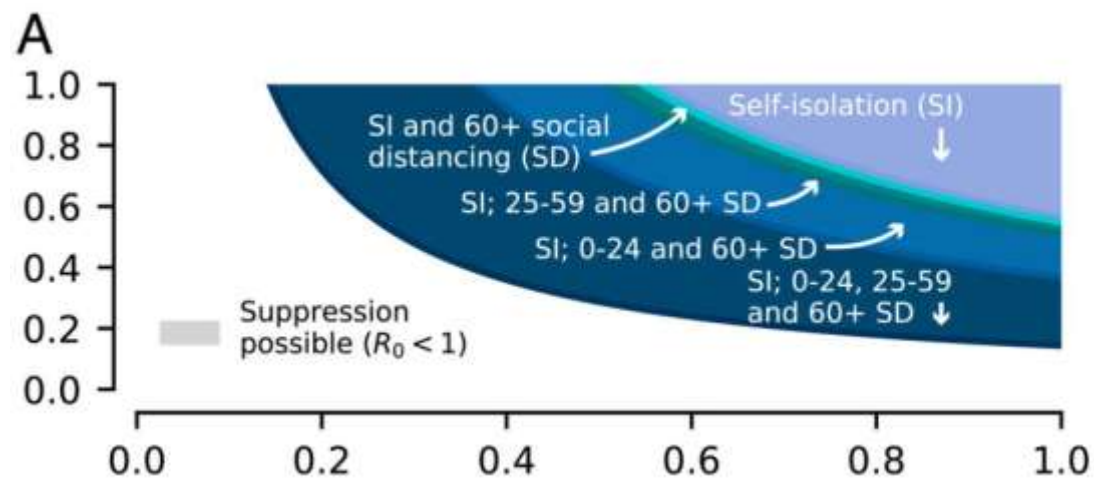 A
1.0
0.8
0.6
0.4
0.2
0.0
Self-isolation (SI)
SI and 60+ social
distancing (SD)
SI; 25-59 and 60+ SD
SI; 0-24 and 60+ SD
SI; 0-24, 25-59
and 60+ SD
Suppression
possible (R₀ < 1)
0.0 0.2 0.4 0.6 0.8 1.0